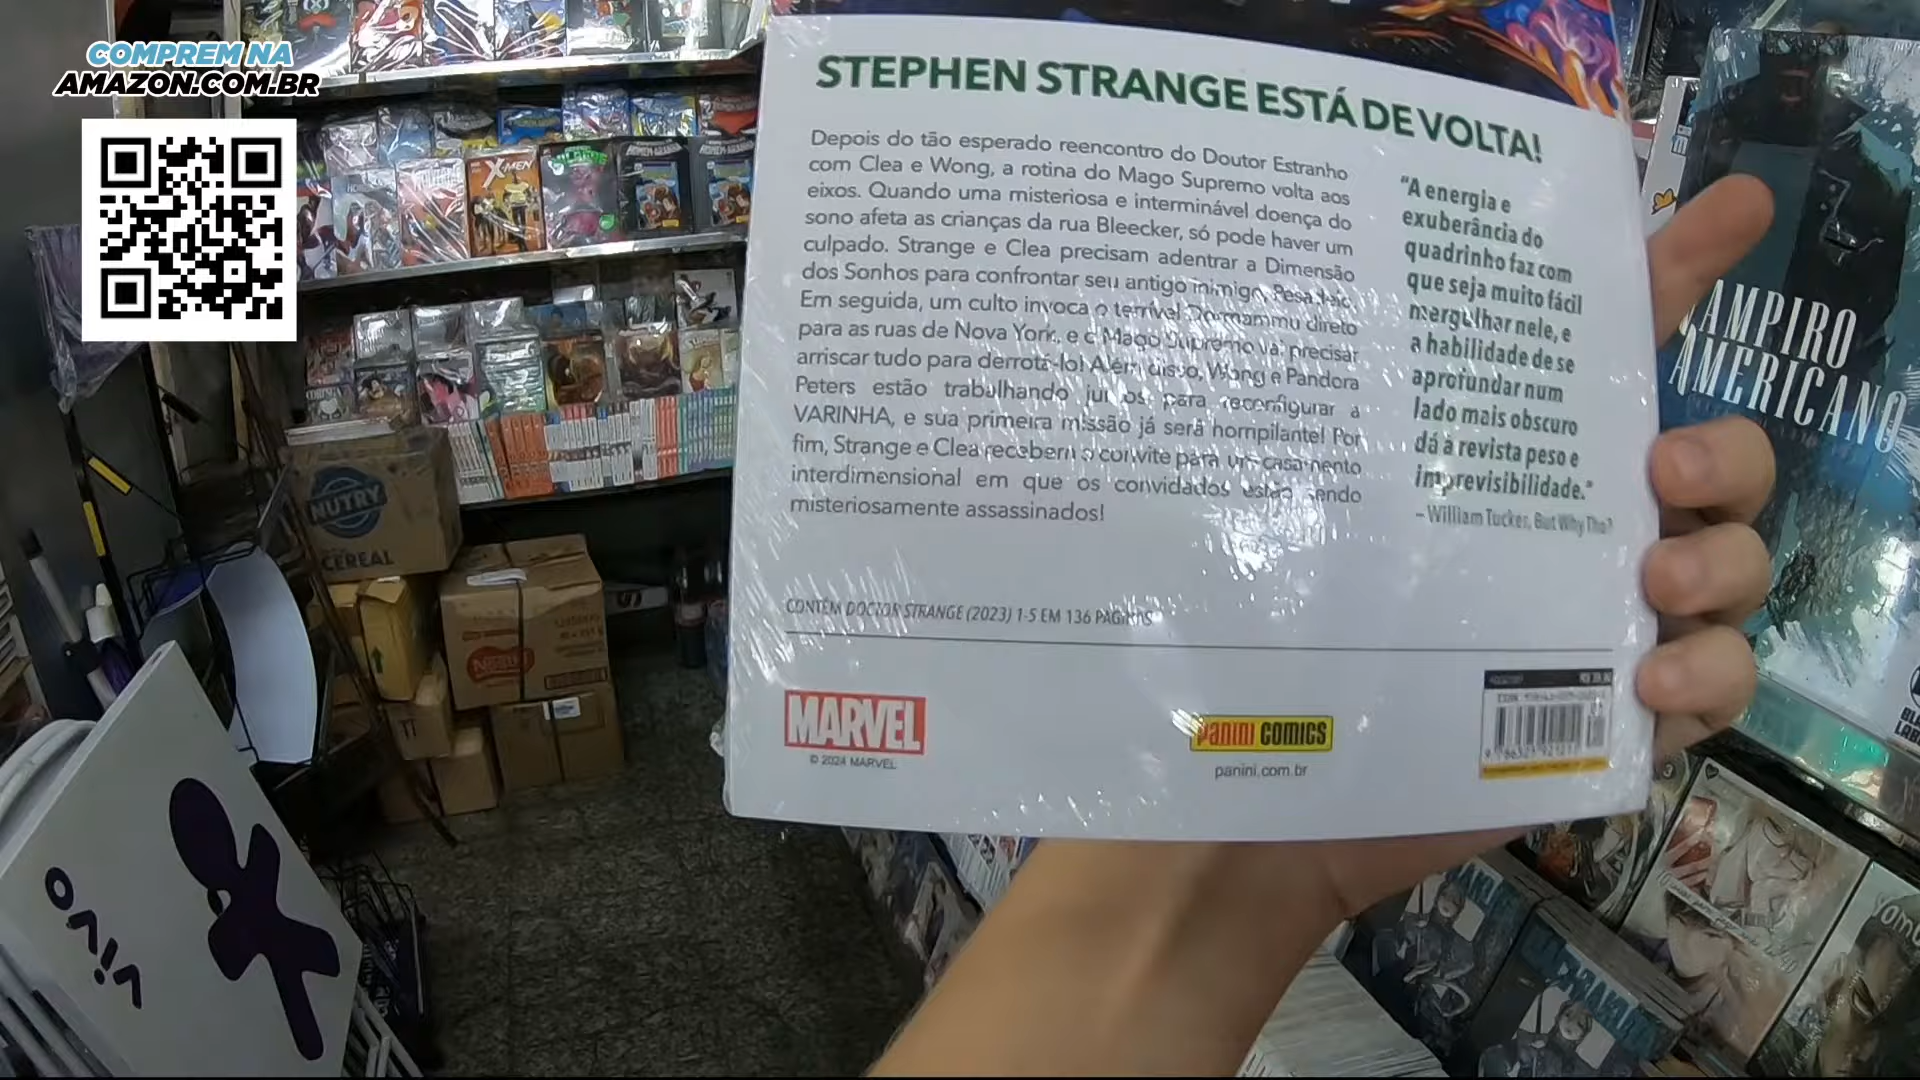 COMPREM NA
AMAZON.COM.BR
STEPHEN STRANGE ESTÁ DE VOLTA!
Depois do tão esperado reencontro do Doutor Estranho
com Clea e Wong, a rotina do Mago Supremo volta aos
eixos. Quando uma misteriosa e interminável doença do
sono afeta as crianças da rua Bleecker, só pode haver um
culpado. Strange e Clea precisam adentrar a Dimensão
dos Sonhos para confrontar seu antigo inimigo, Pesadelo.
Em seguida, um culto invoca o terrível Dormammu direto
para as ruas de Nova York, e o Mago Supremo vai precisar
arriscar tudo para derrotá-lo! Além disso, Wong e Pandora
Peters estão trabalhando juntos para reconfigurar a
VARINHA, e sua primeira missão já será horripilante! Por
fim, Strange e Clea recebem o convite para um casamento
interdimensional em que os convidados estão sendo
misteriosamente assassinados!
"A energia e
exuberância do
quadrinho faz com
que seja muito fácil
mergulhar nele, e
a habilidade de se
aprofundar num
lado mais obscuro
dá a revista peso e
imprevisibilidade."
– William Tucker, But Why Tho?
CONTÉM DOCTOR STRANGE (2023) 1-5 EM 136 PÁGINAS
MARVEL
© 2024 MARVEL
PANINI COMICS
panini.com.br
VAMPIRO
AMERICANO
X-MEN
NUTRY
CEREAL
Nestlé
vivo